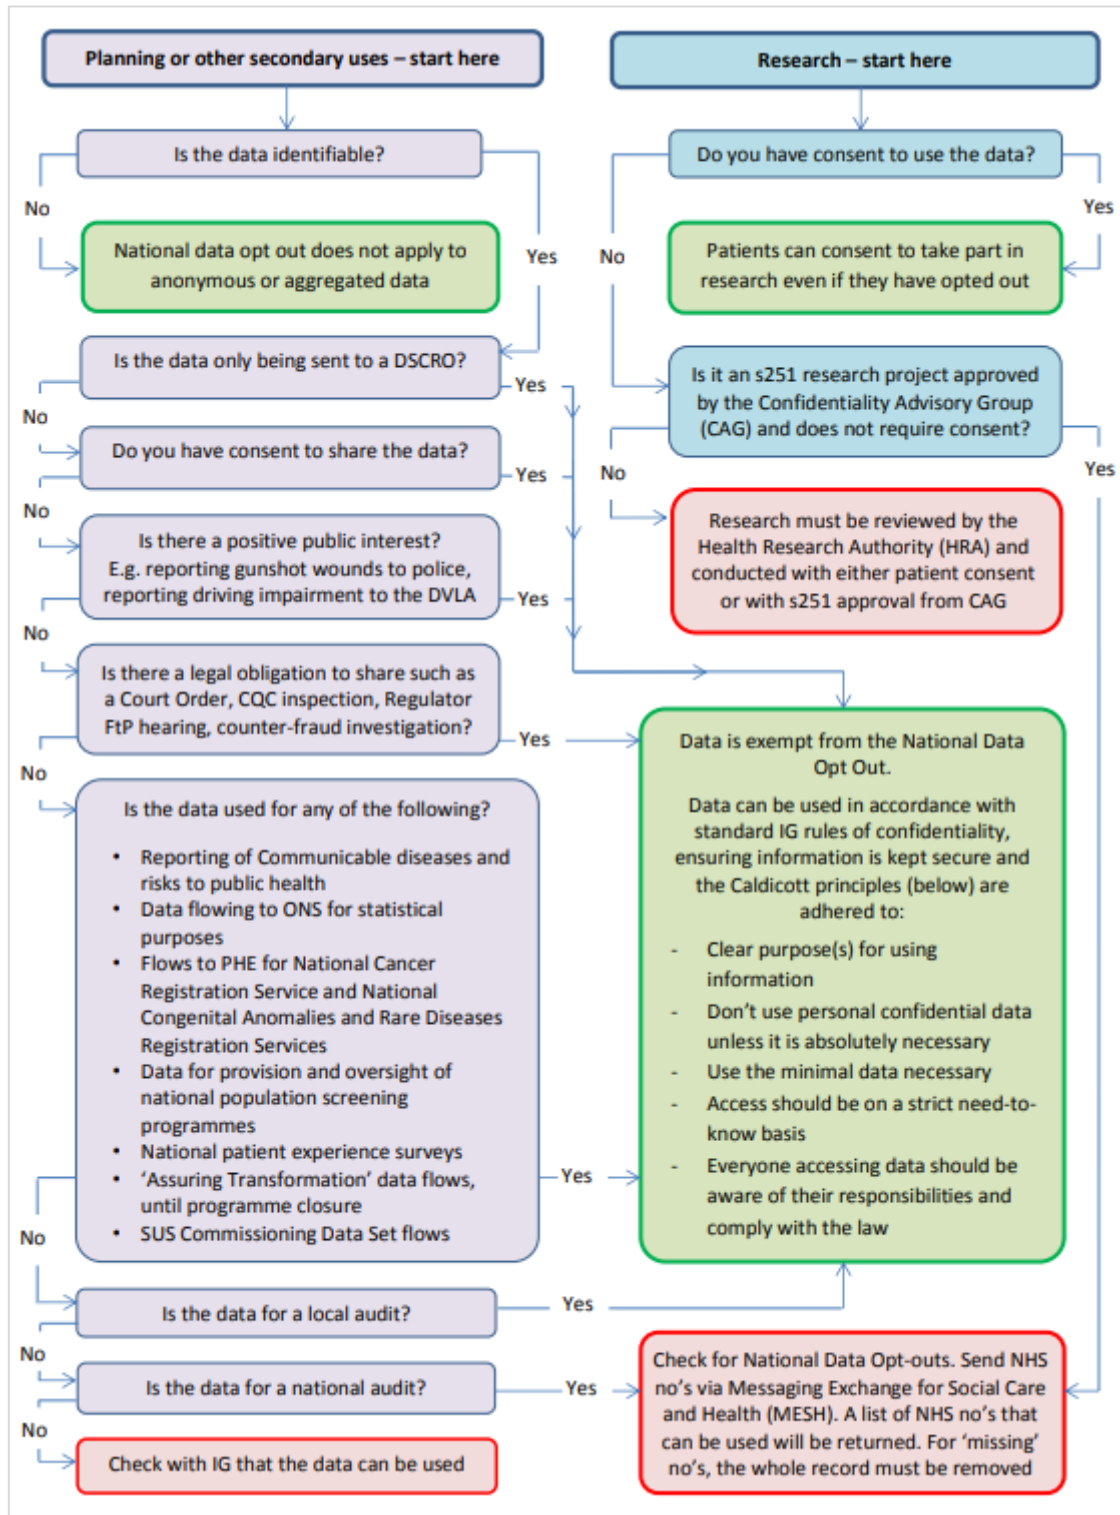 Planning or other secondary uses – start here
Is the data identifiable?
No
Yes
National data opt out does not apply to
anonymous or aggregated data
Is the data only being sent to a DSCRO?
Yes
No
Do you have consent to share the data?
Yes
No
Is there a positive public interest?
E.g. reporting gunshot wounds to police,
reporting driving impairment to the DVLA
Yes
No
Is there a legal obligation to share such as
a Court Order, CQC inspection, Regulator
FtP hearing, counter-fraud investigation?
Yes
No
Is the data used for any of the following?
• Reporting of Communicable diseases and
risks to public health
• Data flowing to ONS for statistical
purposes
• Flows to PHE for National Cancer
Registration Service and National
Congenital Anomalies and Rare Diseases
Registration Services
• Data for provision and oversight of
national population screening
programmes
• National patient experience surveys
• ‘Assuring Transformation’ data flows,
until programme closure
• SUS Commissioning Data Set flows
Yes
No
Is the data for a local audit?
Yes
No
Is the data for a national audit?
Yes
No
Check with IG that the data can be used
Research – start here
Do you have consent to use the data?
Yes
No
Patients can consent to take part in
research even if they have opted out
Is it an s251 research project approved
by the Confidentiality Advisory Group
(CAG) and does not require consent?
Yes
No
Research must be reviewed by the
Health Research Authority (HRA) and
conducted with either patient consent
or with s251 approval from CAG
Data is exempt from the National Data
Opt Out.
Data can be used in accordance with
standard IG rules of confidentiality,
ensuring information is kept secure and
the Caldicott principles (below) are
adhered to:
- Clear purpose(s) for using
information
- Don’t use personal confidential data
unless it is absolutely necessary
- Use the minimal data necessary
- Access should be on a strict need-to-
know basis
- Everyone accessing data should be
aware of their responsibilities and
comply with the law
Check for National Data Opt-outs. Send NHS
no’s via Messaging Exchange for Social Care
and Health (MESH). A list of NHS no’s that
can be used will be returned. For ‘missing’
no’s, the whole record must be removed